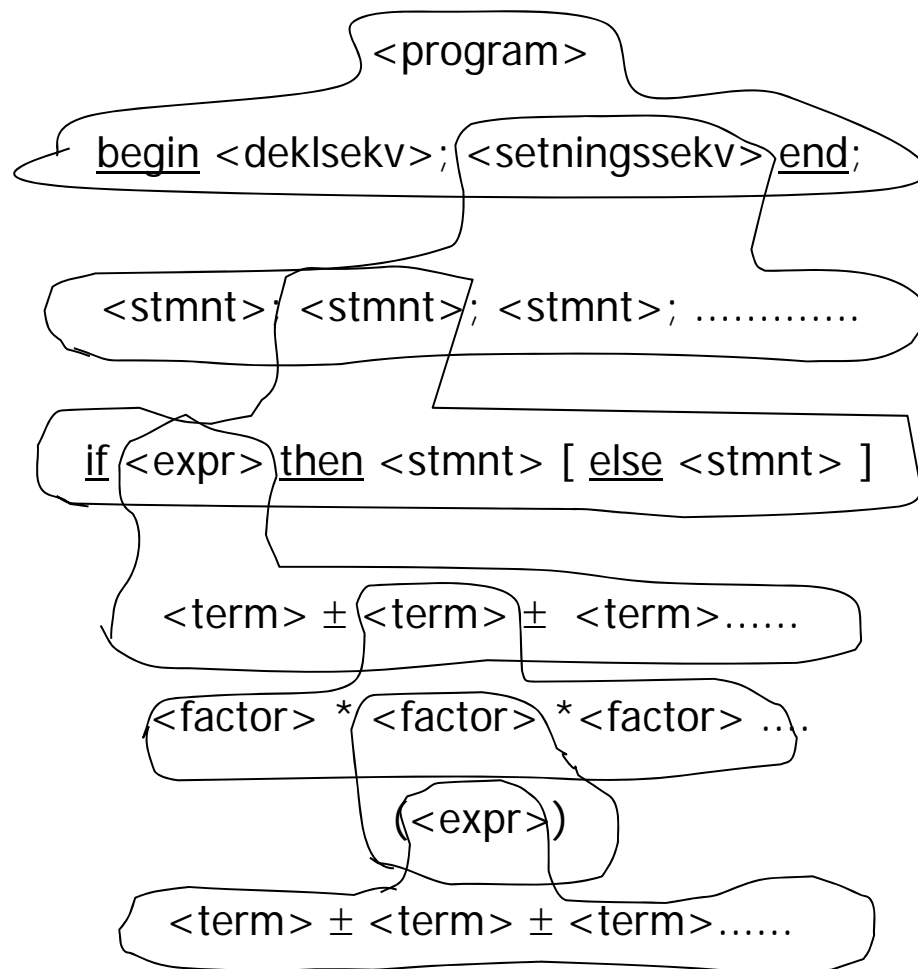 <program>
begin <deklsekv>; <setningssekv> end;
<stmnt>; <stmnt>; <stmnt>; .............
if <expr> then <stmnt> [ else <stmnt> ]
<term> ± <term> ± <term>......
<factor> * <factor> *<factor> ....
(<expr>)
<term> ± <term> ± <term>......